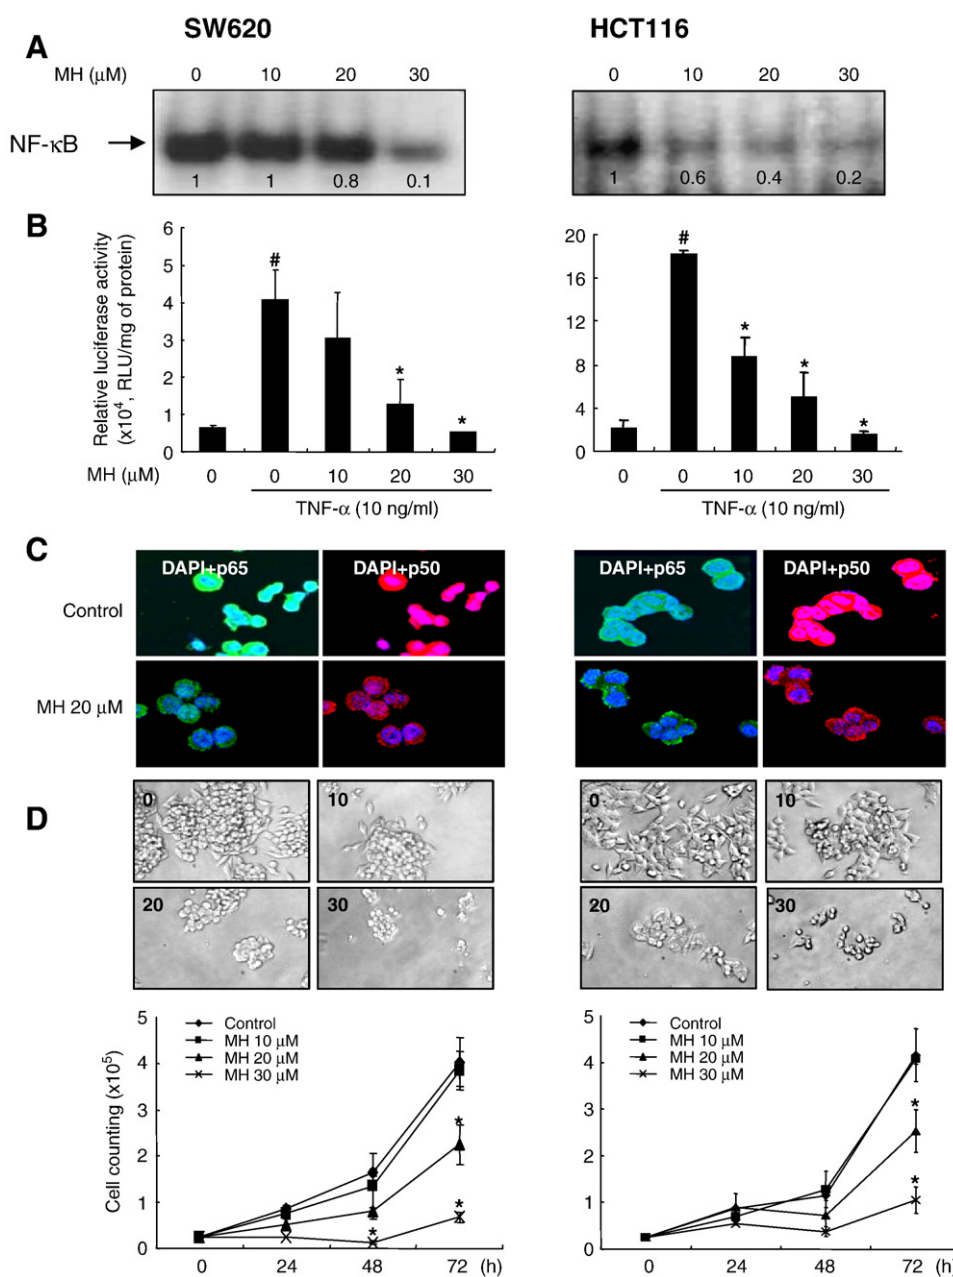 SW620 HCT116
A
MH (μM) 0 10 20 30 0 10 20 30
NF-κB
1 1 0.8 0.1 1 0.6 0.4 0.2
B
Relative luciferase activity
(x10⁴, RLU/mg of protein)
6
5
4
3
2
1
0
#
*
*
20
16
12
8
4
0
#
*
*
*
MH (μM) 0 0 10 20 30 0 0 10 20 30
TNF-α (10 ng/ml) TNF-α (10 ng/ml)
C
DAPI+p65 DAPI+p50 DAPI+p65 DAPI+p50
Control
MH 20 μM
D
0 10 0 10
20 30 20 30
Cell counting (x10⁵)
5
4
3
2
1
0
Control
MH 10 μM
MH 20 μM
MH 30 μM
*
*
*
0 24 48 72 (h)
5
4
3
2
1
0
Control
MH 10 μM
MH 20 μM
MH 30 μM
*
*
0 24 48 72 (h)